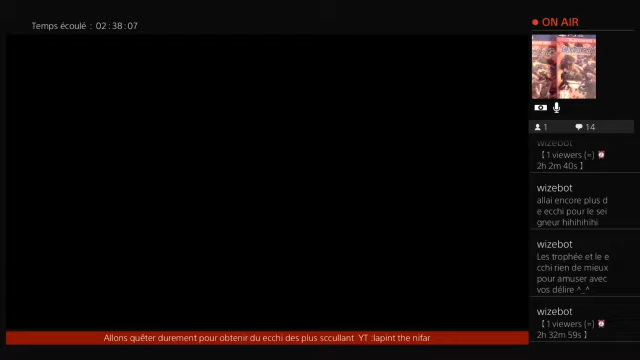 Temps écoulé : 02:38:07
ON AIR
1 14
wizebot
【 1 viewers (=) ⏰
2h 2m 40s 】
wizebot
allai encore plus d
e ecchi pour le sei
gneur hihihihihi
wizebot
Les trophée et le e
cchi rien de mieux
pour amuser avec
vos délire ^_^
wizebot
【 1 viewers (=) ⏰
2h 32m 59s 】
Allons quêter durement pour obtenir du ecchi des plus sccullant YT :lapint the nifar